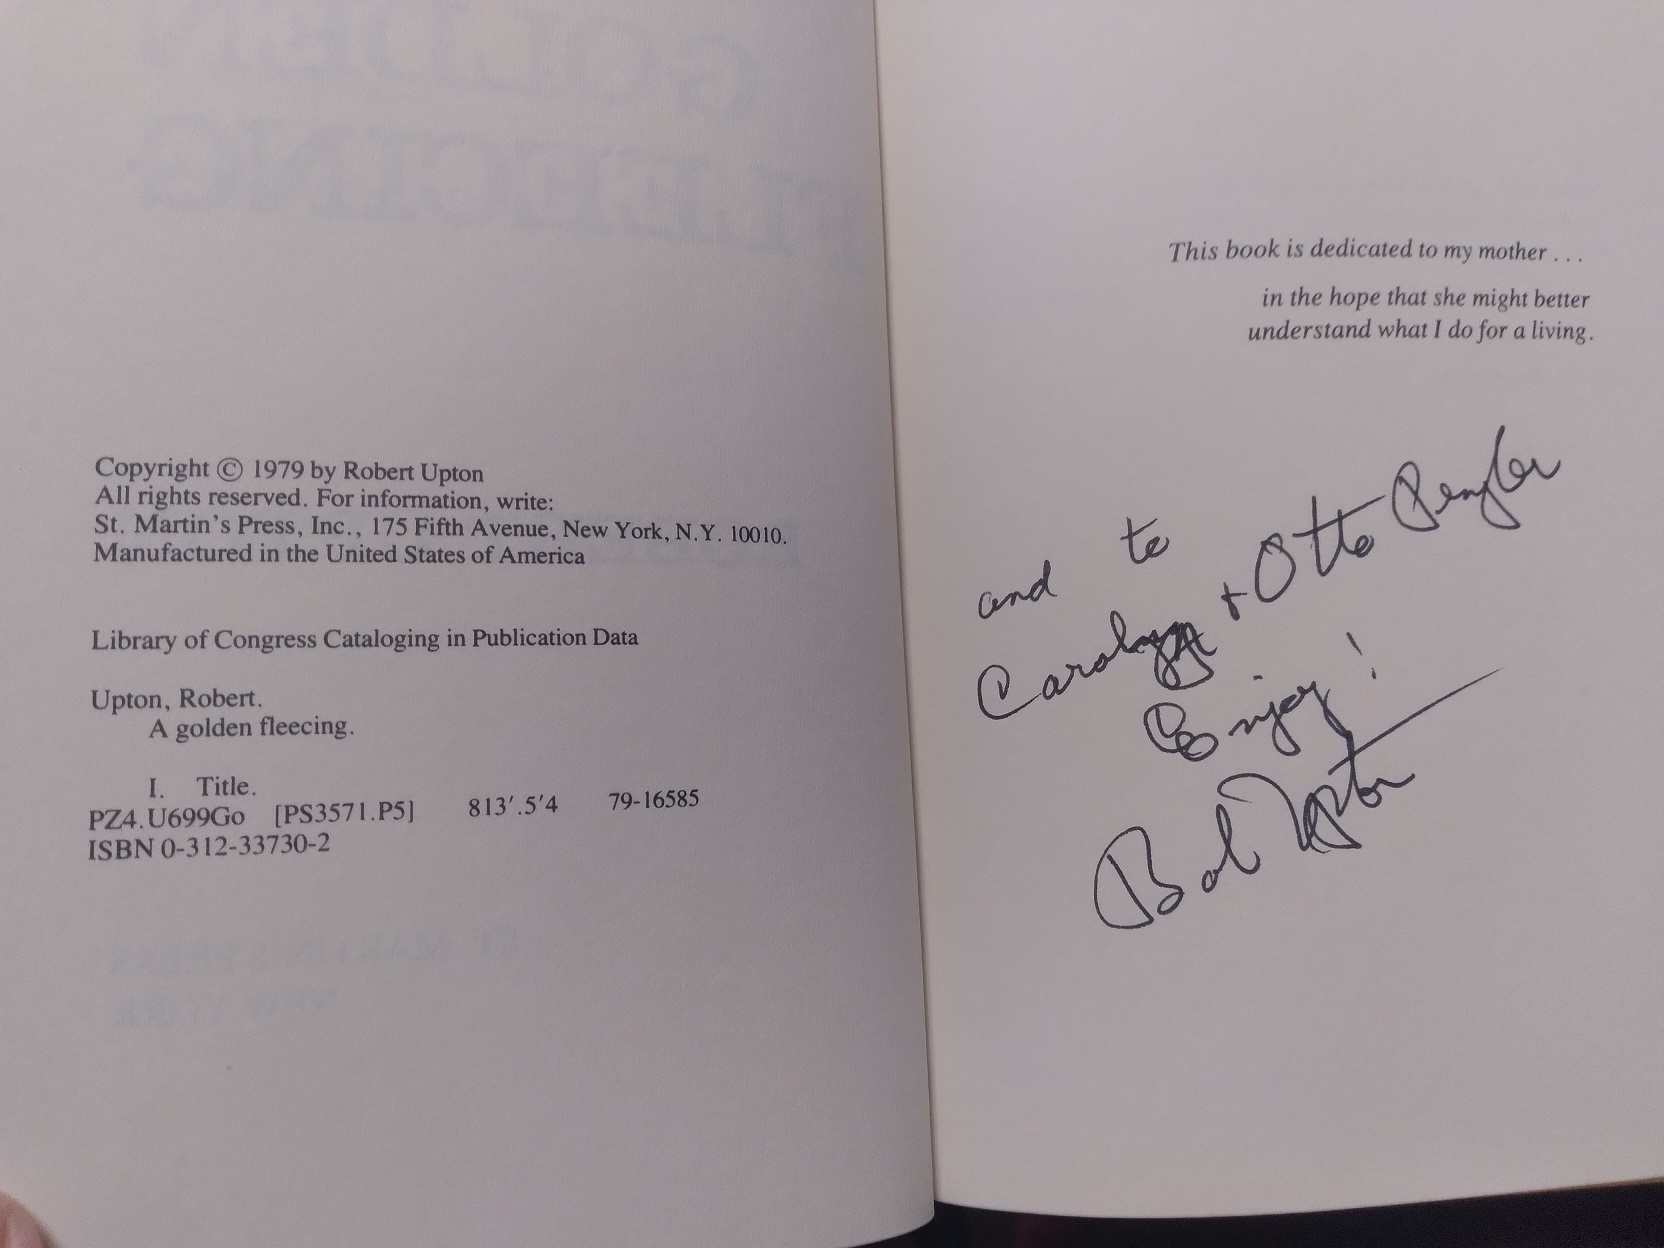 Copyright © 1979 by Robert Upton
All rights reserved. For information, write:
St. Martin's Press, Inc., 175 Fifth Avenue, New York, N.Y. 10010.
Manufactured in the United States of America
Library of Congress Cataloging in Publication Data
Upton, Robert.
A golden fleecing.
I. Title.
PZ4.U699Go [PS3571.P5] 813'.5'4 79-16585
ISBN 0-312-33730-2
This book is dedicated to my mother . . .
in the hope that she might better
understand what I do for a living.
and to
Carolyn + Otto Penzler
Enjoy!
Bob Upton